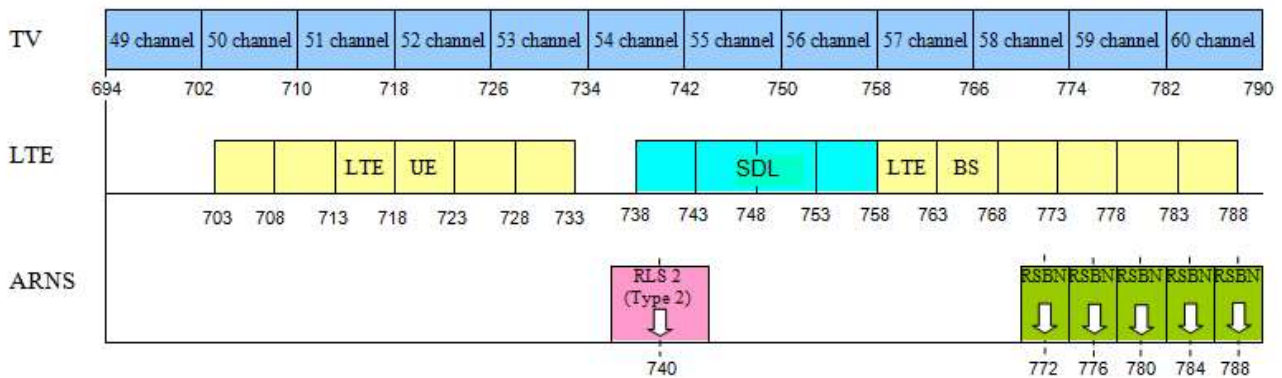 TV
49 channel 50 channel 51 channel 52 channel 53 channel 54 channel 55 channel 56 channel 57 channel 58 channel 59 channel 60 channel
694 702 710 718 726 734 742 750 758 766 774 782 790
LTE
LTE UE SDL LTE BS
703 708 713 718 723 728 733 738 743 748 753 758 763 768 773 778 783 788
ARNS
RLS 2 RSBN RSBN RSBN RSBN RSBN
(Type 2)
740 772 776 780 784 788